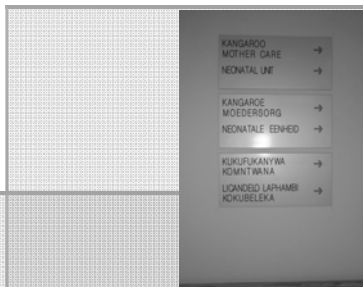 KANGAROO
MOTHER CARE →
NEONATAL UNIT →
KANGAROE
MOEDERSORG →
NEONATALE EENHEID →
KUKUFUKANYWA
KOMNTWANA →
LICANDELO LAPHAMBI
KOKUBELEKA →